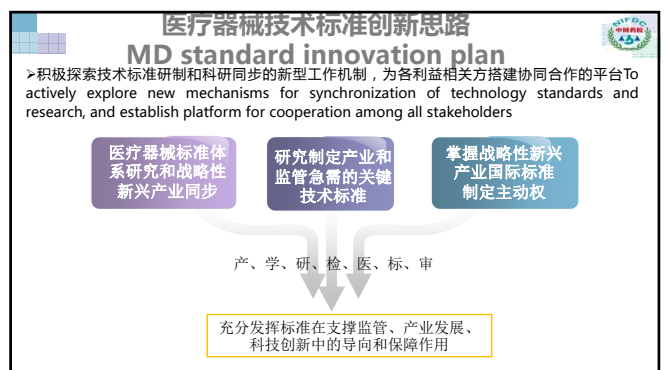 医疗器械技术标准创新思路
MD standard innovation plan
NIFDC
中国药检
➢积极探索技术标准研制和科研同步的新型工作机制，为各利益相关方搭建协同合作的平台To
actively explore new mechanisms for synchronization of technology standards and
research, and establish platform for cooperation among all stakeholders
医疗器械标准体
系研究和战略性
新兴产业同步
研究制定产业和
监管急需的关键
技术标准
掌握战略性新兴
产业国际标准
制定主动权
产、学、研、检、医、标、审
充分发挥标准在支撑监管、产业发展、
科技创新中的导向和保障作用